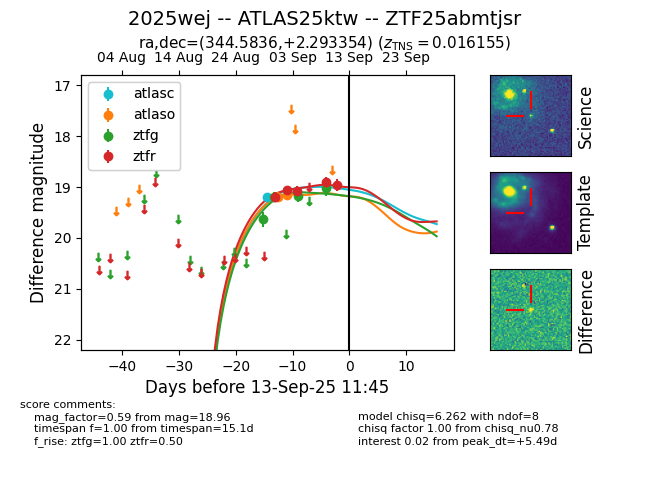 2025wej -- ATLAS25ktw -- ZTF25abmtjsr
ra,dec=(344.5836,+2.293354) (z_TNS = 0.016155)
04 Aug 14 Aug 24 Aug 03 Sep 13 Sep 23 Sep
17
18
19
20
21
22
Difference magnitude
atlasc
atlaso
ztfg
ztfr
−40 −30 −20 −10 0 10
Days before 13-Sep-25 11:45
Science
Template
Difference
score comments:
mag_factor=0.59 from mag=18.96
timespan f=1.00 from timespan=15.1d
f_rise: ztfg=1.00 ztfr=0.50
model chisq=6.262 with ndof=8
chisq factor 1.00 from chisq_nu0.78
interest 0.02 from peak_dt=+5.49d